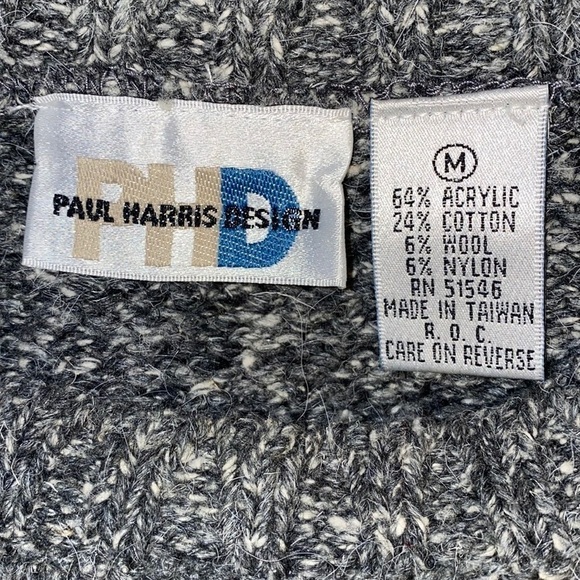 PHD
PAUL HARRIS DESIGN
M
64% ACRYLIC
24% COTTON
6% WOOL
6% NYLON
RN 51546
MADE IN TAIWAN
R.O.C.
CARE ON REVERSE